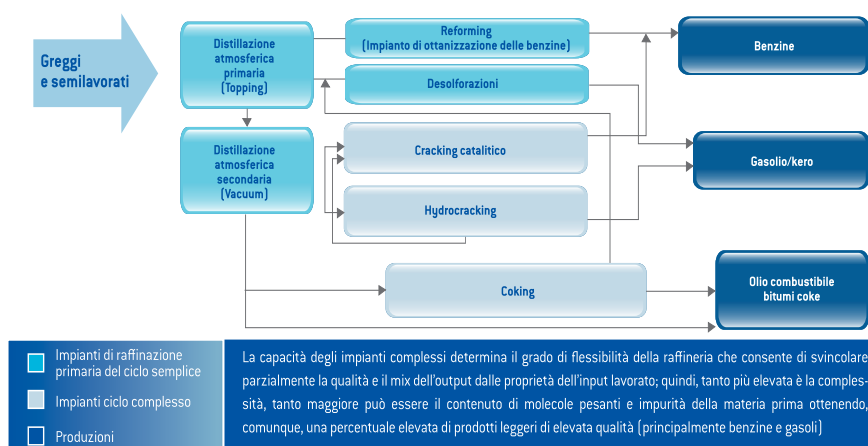 Greggi
e semilavorati
Distillazione
atmosferica
primaria
(Topping)
Reforming
(Impianto di ottanizzazione delle benzine)
Benzine
Desolforazioni
Distillazione
atmosferica
secondaria
(Vacuum)
Cracking catalitico
Gasolio/kero
Hydrocracking
Coking
Olio combustibile
bitumi coke
Impianti di raffinazione
primaria del ciclo semplice
Impianti ciclo complesso
Produzioni
La capacità degli impianti complessi determina il grado di flessibilità della raffineria che consente di svincolare
parzialmente la qualità e il mix dell'output dalle proprietà dell'input lavorato; quindi, tanto più elevata è la comples-
sità, tanto maggiore può essere il contenuto di molecole pesanti e impurità della materia prima ottenendo,
comunque, una percentuale elevata di prodotti leggeri di elevata qualità (principalmente benzine e gasoli)